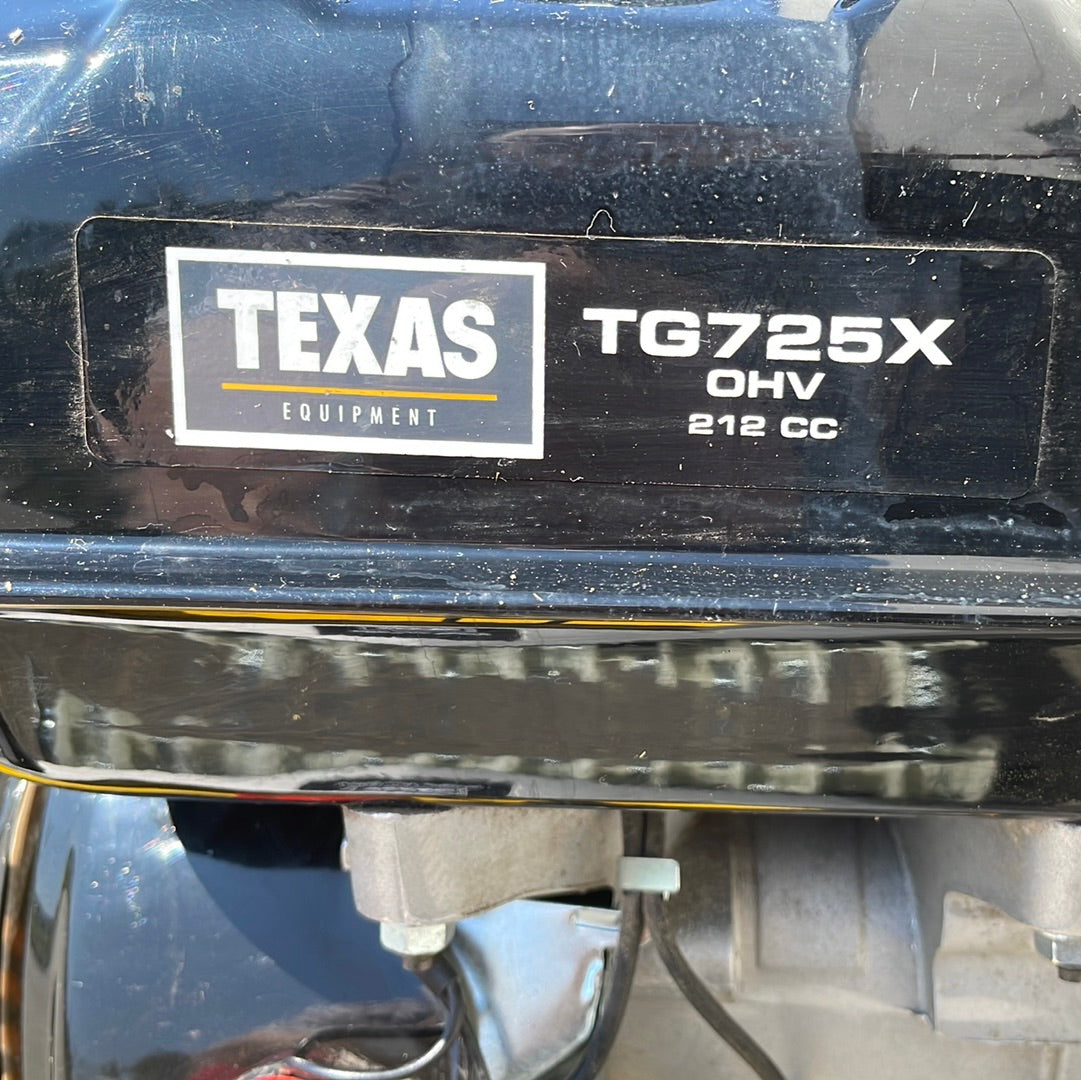 TEXAS
EQUIPMENT
TG725X
OHV
212 CC